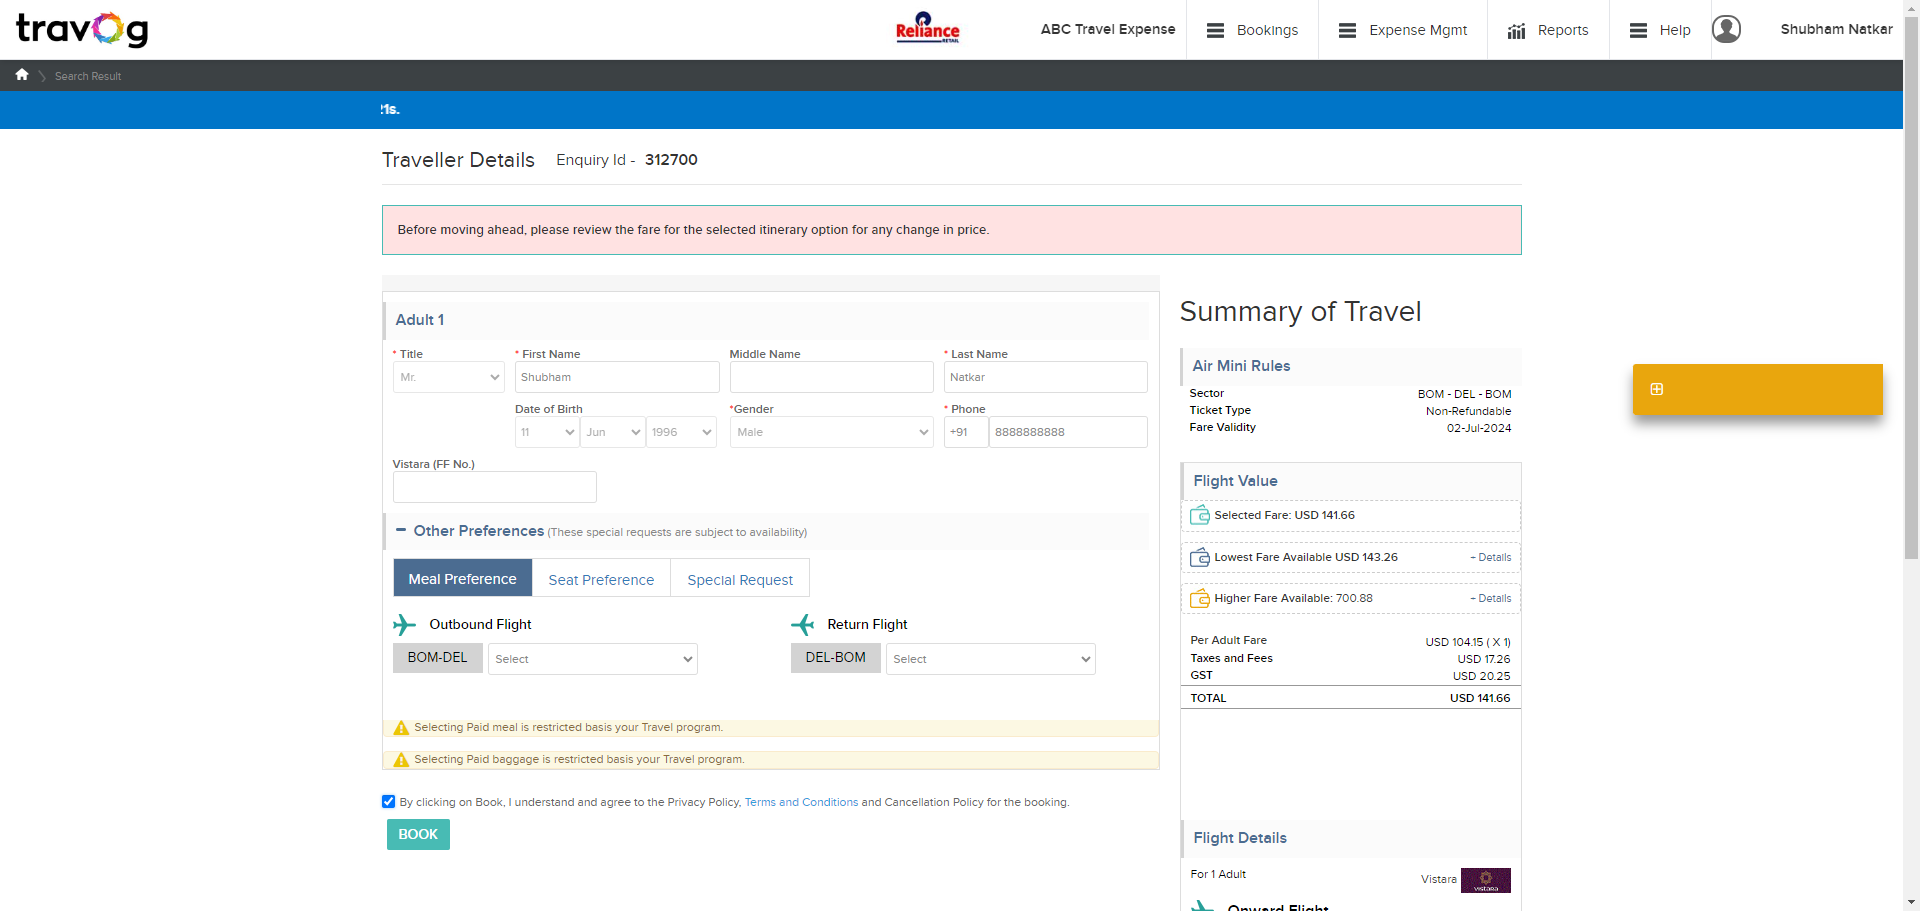 travog
Reliance
RETAIL
ABC Travel Expense
Bookings
Expense Mgmt
Reports
Help
Shubham Natkar
Search Result
21s.
Traveller Details
Enquiry Id - 312700
Before moving ahead, please review the fare for the selected itinerary option for any change in price.
Adult 1
* Title
* First Name
Middle Name
* Last Name
Mr.
Shubham
Natkar
Date of Birth
*Gender
* Phone
11
Jun
1996
Male
+91
8888888888
Vistara (FF No.)
Other Preferences (These special requests are subject to availability)
Meal Preference
Seat Preference
Special Request
Outbound Flight
Return Flight
BOM-DEL
Select
DEL-BOM
Select
Selecting Paid meal is restricted basis your Travel program.
Selecting Paid baggage is restricted basis your Travel program.
By clicking on Book, I understand and agree to the Privacy Policy, Terms and Conditions and Cancellation Policy for the booking.
BOOK
Summary of Travel
Air Mini Rules
Sector BOM - DEL - BOM
Ticket Type Non-Refundable
Fare Validity 02-Jul-2024
Flight Value
Selected Fare: USD 141.66
Lowest Fare Available USD 143.26 + Details
Higher Fare Available: 700.88 + Details
Per Adult Fare USD 104.15 ( X 1)
Taxes and Fees USD 17.26
GST USD 20.25
TOTAL USD 141.66
Flight Details
For 1 Adult
Vistara
vistara
Onward Flight